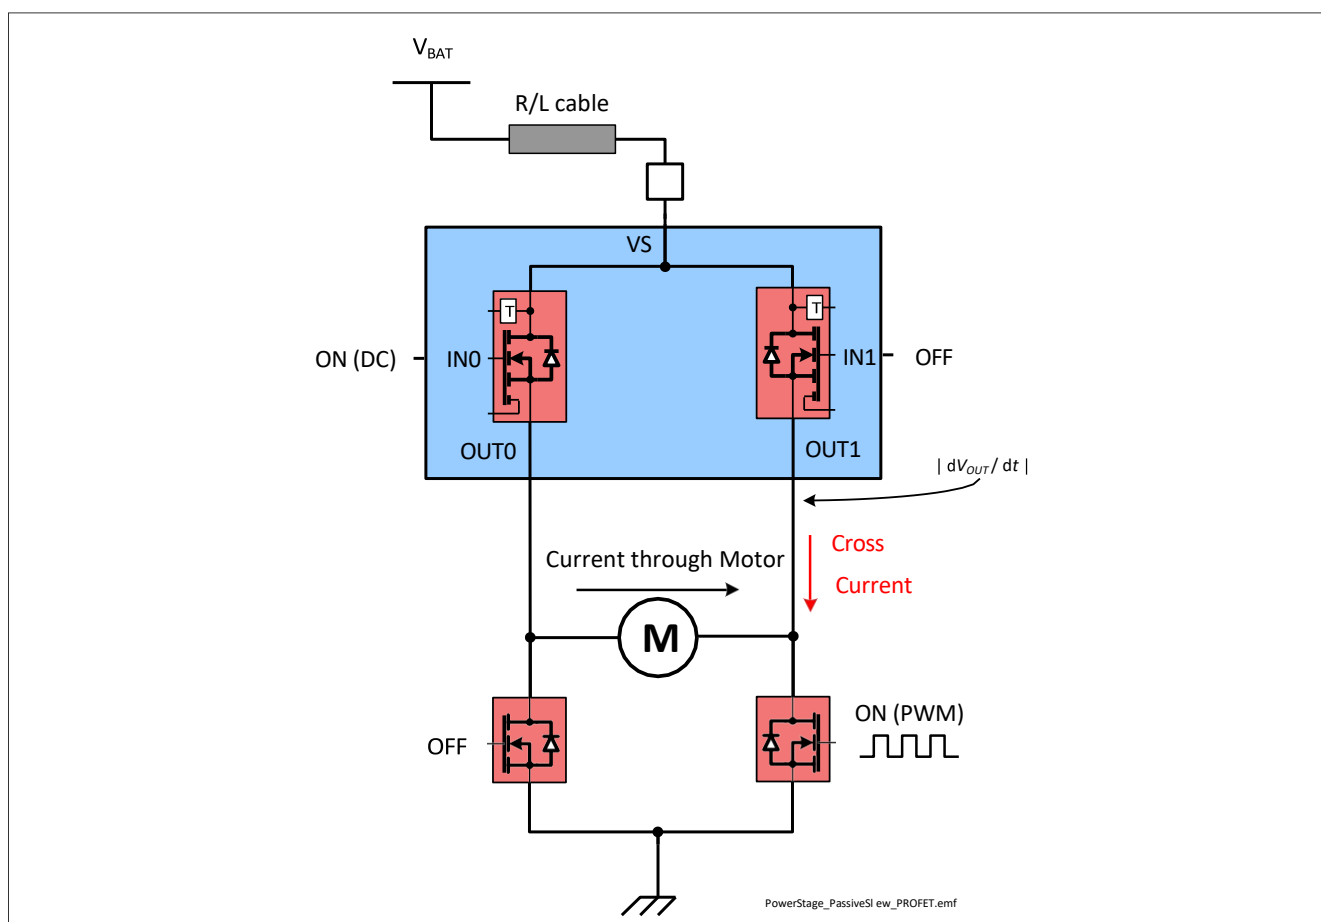 VBAT
R/L cable
VS
T
T
ON (DC)
IN0
IN1
OFF
OUT0
OUT1
| dVOUT / dt |
Cross
Current
Current through Motor
M
OFF
ON (PWM)
PowerStage_PassiveSl ew_PROFET.emf